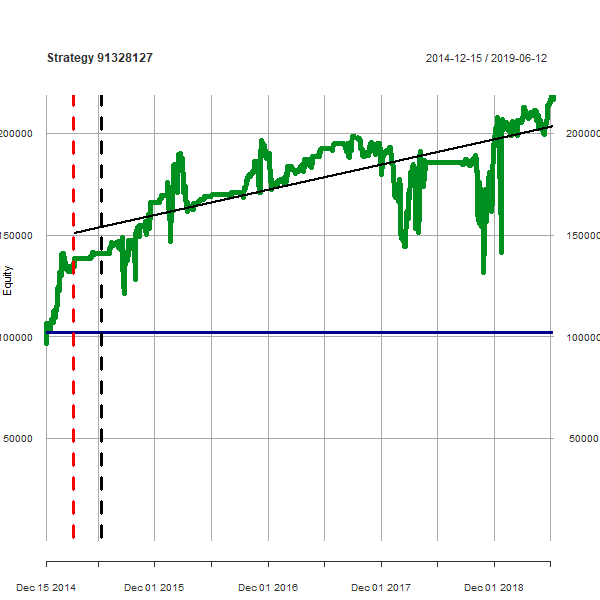 Strategy 91328127
2014-12-15 / 2019-06-12
200000
200000
150000
150000
Equity
100000
100000
50000
50000
Dec 15 2014
Dec 01 2015
Dec 01 2016
Dec 01 2017
Dec 01 2018